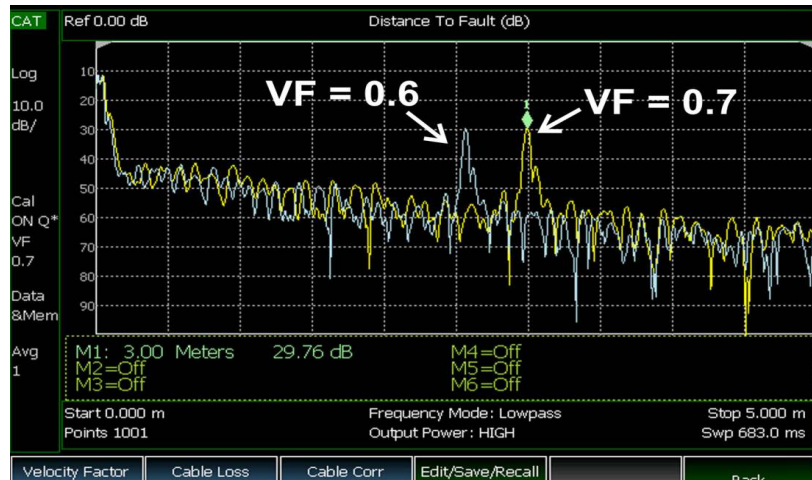 CAT Ref 0.00 dB Distance To Fault (dB)
Log
10.0
dB/
Cal
ON Q*
VF
0.7
Data
&Mem
Avg
1
10
20
30
40
50
60
70
80
90
VF = 0.6
1
VF = 0.7
M1: 3.00 Meters 29.76 dB M4=Off
M2=Off M5=Off
M3=Off M6=Off
Start 0.000 m Frequency Mode: Lowpass Stop 5.000 m
Points 1001 Output Power: HIGH Swp 683.0 ms
Velocity Factor Cable Loss Cable Corr Edit/Save/Recall Back